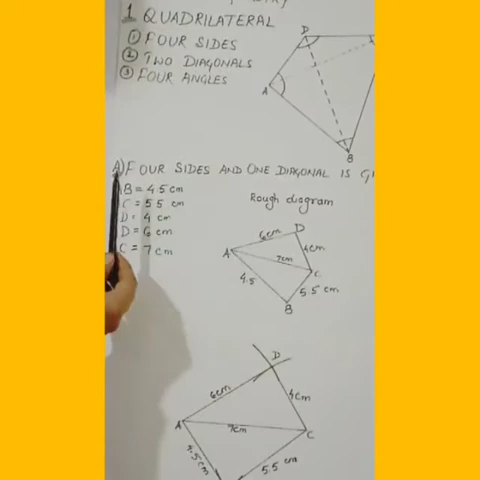 1 QUADRILATERAL
① FOUR SIDES
② TWO DIAGONALS
③ FOUR ANGLES
D
A
B
A) FOUR SIDES AND ONE DIAGONAL IS
B = 4.5 cm
C = 5.5 cm
D = 4 cm
D = 6 cm
C = 7 cm
Rough diagram
D
6cm
4cm
A
7cm
C
4.5
5.5 cm
B
D
6cm
4cm
A
7cm
C
4.5cm
5.5 cm